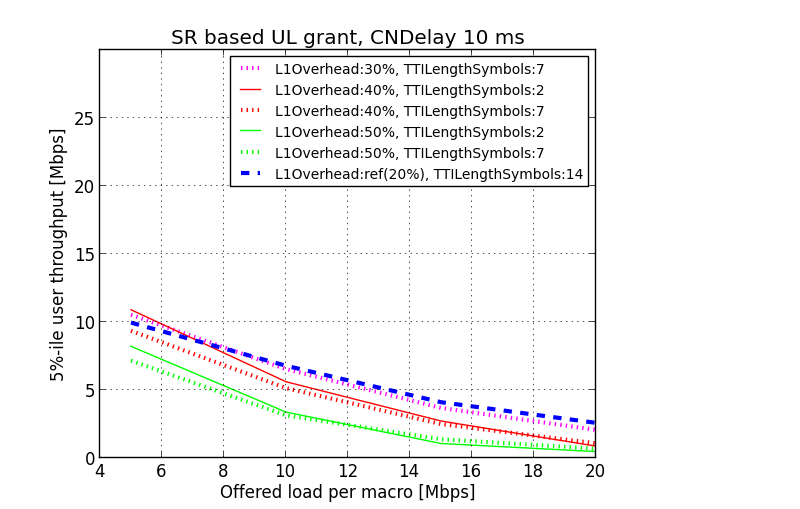 SR based UL grant, CNDelay 10 ms
L1Overhead:30%, TTILengthSymbols:7
L1Overhead:40%, TTILengthSymbols:2
L1Overhead:40%, TTILengthSymbols:7
L1Overhead:50%, TTILengthSymbols:2
L1Overhead:50%, TTILengthSymbols:7
L1Overhead:ref(20%), TTILengthSymbols:14
5%-ile user throughput [Mbps]
25
20
15
10
5
0
4 6 8 10 12 14 16 18 20
Offered load per macro [Mbps]